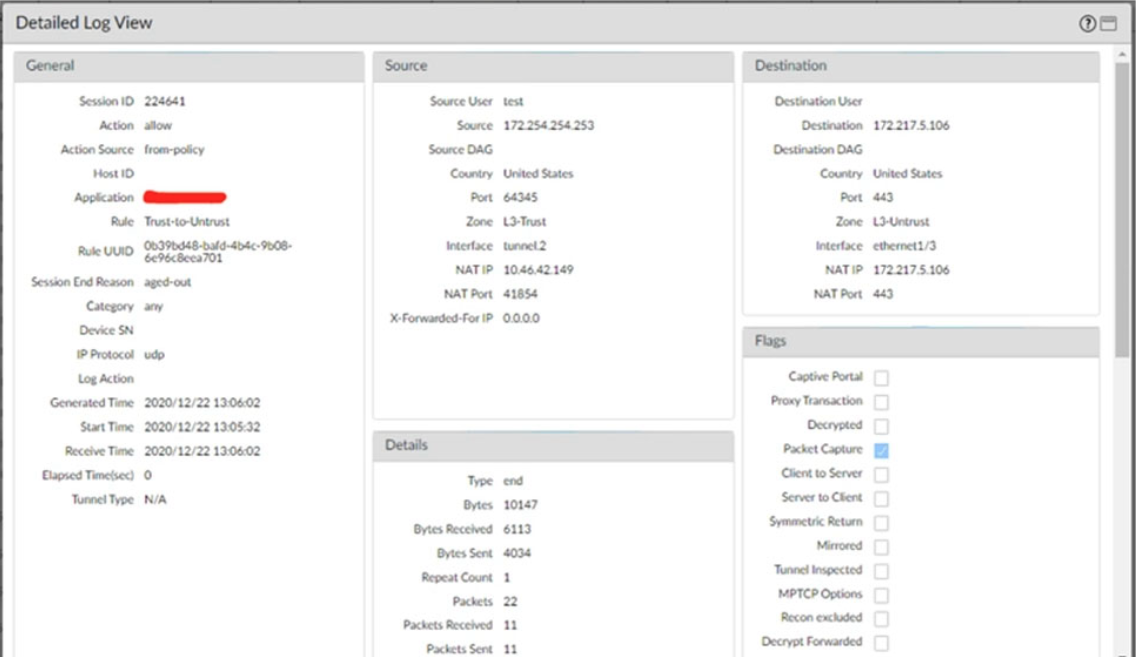 Detailed Log View
General
Session ID 224641
Action allow
Action Source from-policy
Host ID
Application
Rule Trust-to-Untrust
Rule UUID 0b39bd48-bafd-4b4c-9b08-
6e96c8eea701
Session End Reason aged-out
Category any
Device SN
IP Protocol udp
Log Action
Generated Time 2020/12/22 13:06:02
Start Time 2020/12/22 13:05:32
Receive Time 2020/12/22 13:06:02
Elapsed Time(sec) 0
Tunnel Type N/A
Source
Source User test
Source 172.254.254.253
Source DAG
Country United States
Port 64345
Zone L3-Trust
Interface tunnel.2
NAT IP 10.46.42.149
NAT Port 41854
X-Forwarded-For IP 0.0.0.0
Details
Type end
Bytes 10147
Bytes Received 6113
Bytes Sent 4034
Repeat Count 1
Packets 22
Packets Received 11
Packets Sent 11
Destination
Destination User
Destination 172.217.5.106
Destination DAG
Country United States
Port 443
Zone L3-Untrust
Interface ethernet1/3
NAT IP 172.217.5.106
NAT Port 443
Flags
Captive Portal
Proxy Transaction
Decrypted
Packet Capture
Client to Server
Server to Client
Symmetric Return
Mirrored
Tunnel Inspected
MPTCP Options
Recon excluded
Decrypt Forwarded